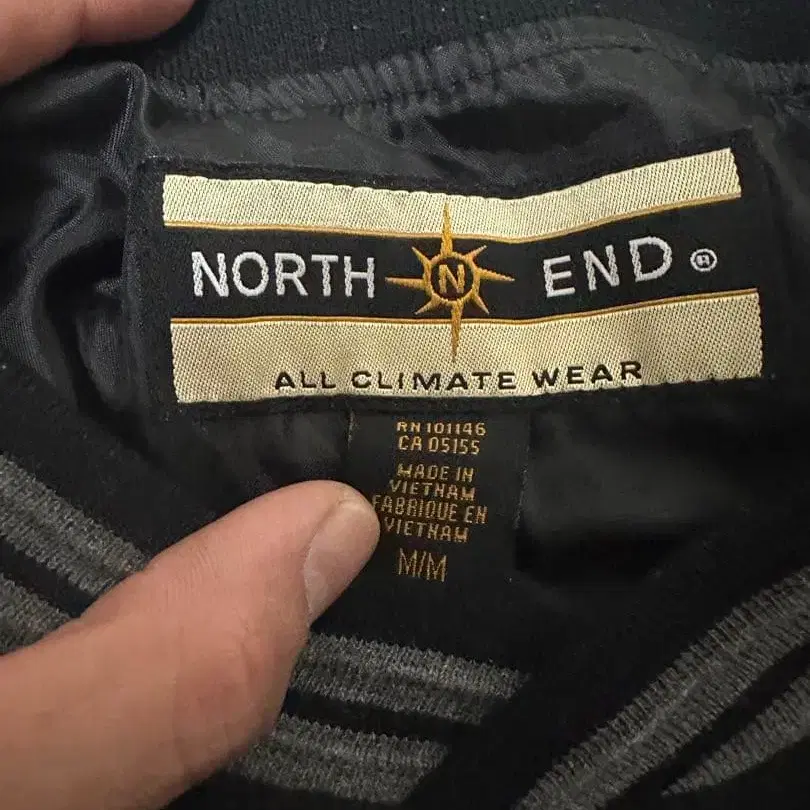 NORTH N END ®
ALL CLIMATE WEAR
RN 101146
CA 05155
MADE IN
VIETNAM
FABRIQUE EN
VIETNAM
M/M